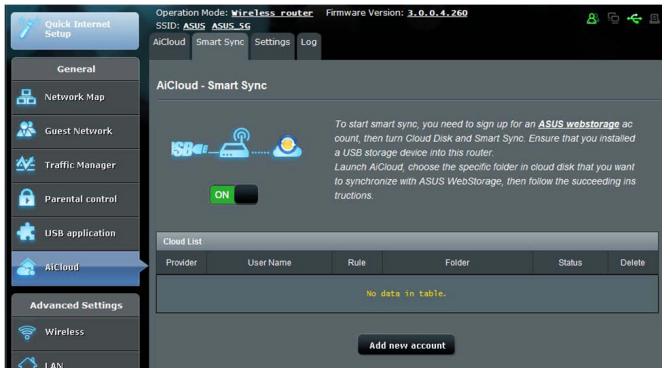 Quick Internet
Setup
Operation Mode: Wireless router Firmware Version: 3.0.0.4.260
SSID: ASUS ASUS_5G
AiCloud Smart Sync Settings Log
General
Network Map
Guest Network
Traffic Manager
Parental control
USB application
AiCloud
Advanced Settings
Wireless
LAN
AiCloud - Smart Sync
USB
ON
To start smart sync, you need to sign up for an ASUS webstorage ac
count, then turn Cloud Disk and Smart Sync. Ensure that you installed
a USB storage device into this router.
Launch AiCloud, choose the specific folder in cloud disk that you want
to synchronize with ASUS WebStorage, then follow the succeeding ins
tructions.
Cloud List
Provider User Name Rule Folder Status Delete
No data in table.
Add new account